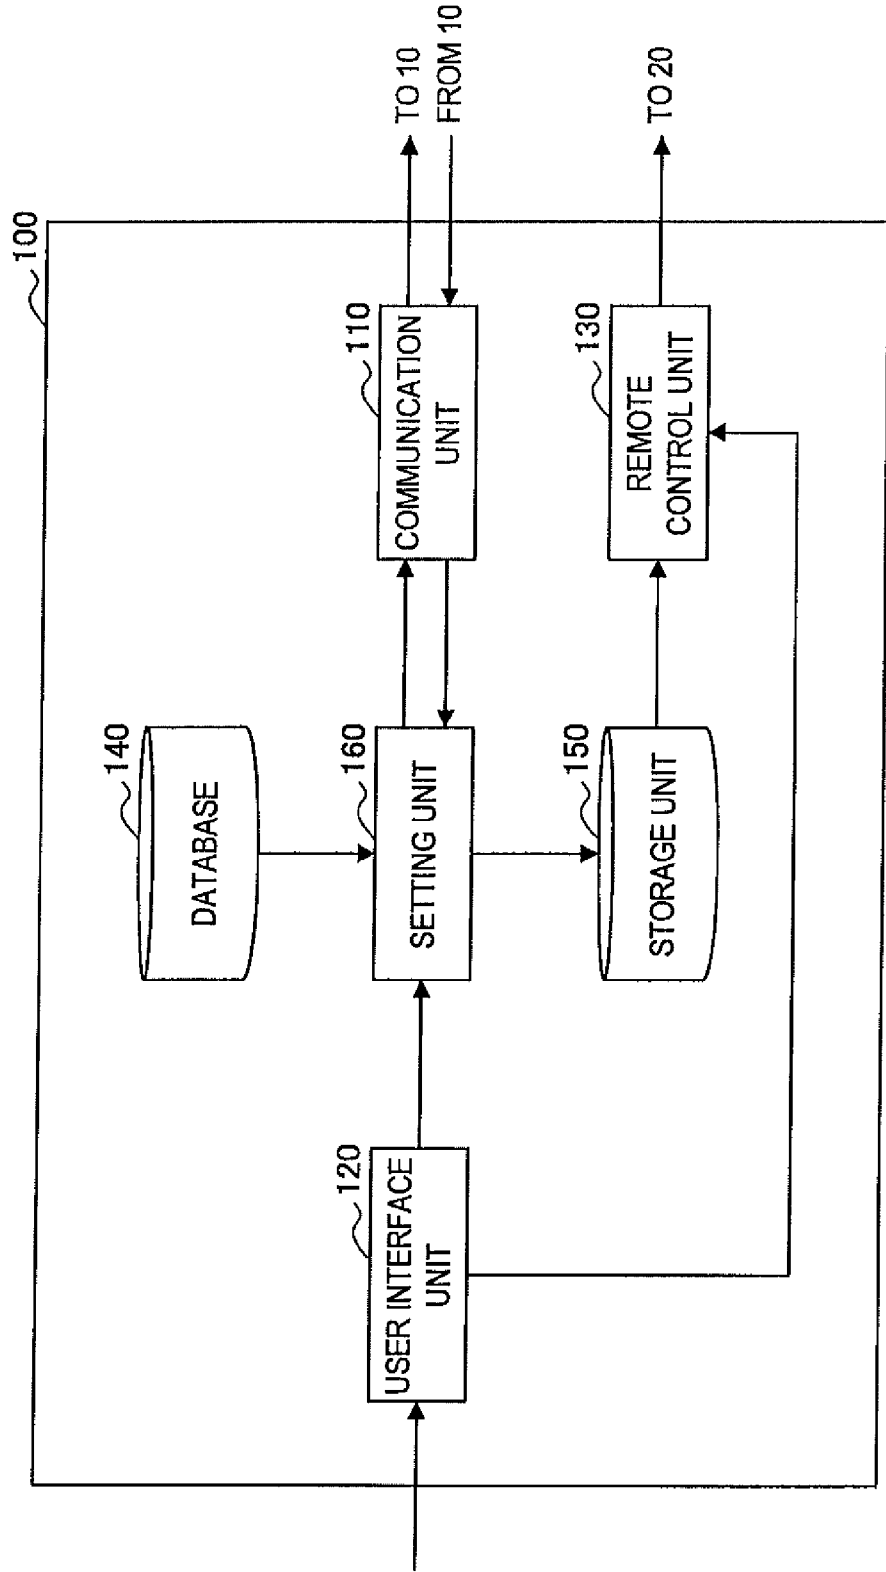 100
140
DATABASE
120
USER INTERFACE
UNIT
160
SETTING UNIT
110
COMMUNICATION
UNIT
TO 10
FROM 10
150
STORAGE UNIT
130
REMOTE
CONTROL UNIT
TO 20